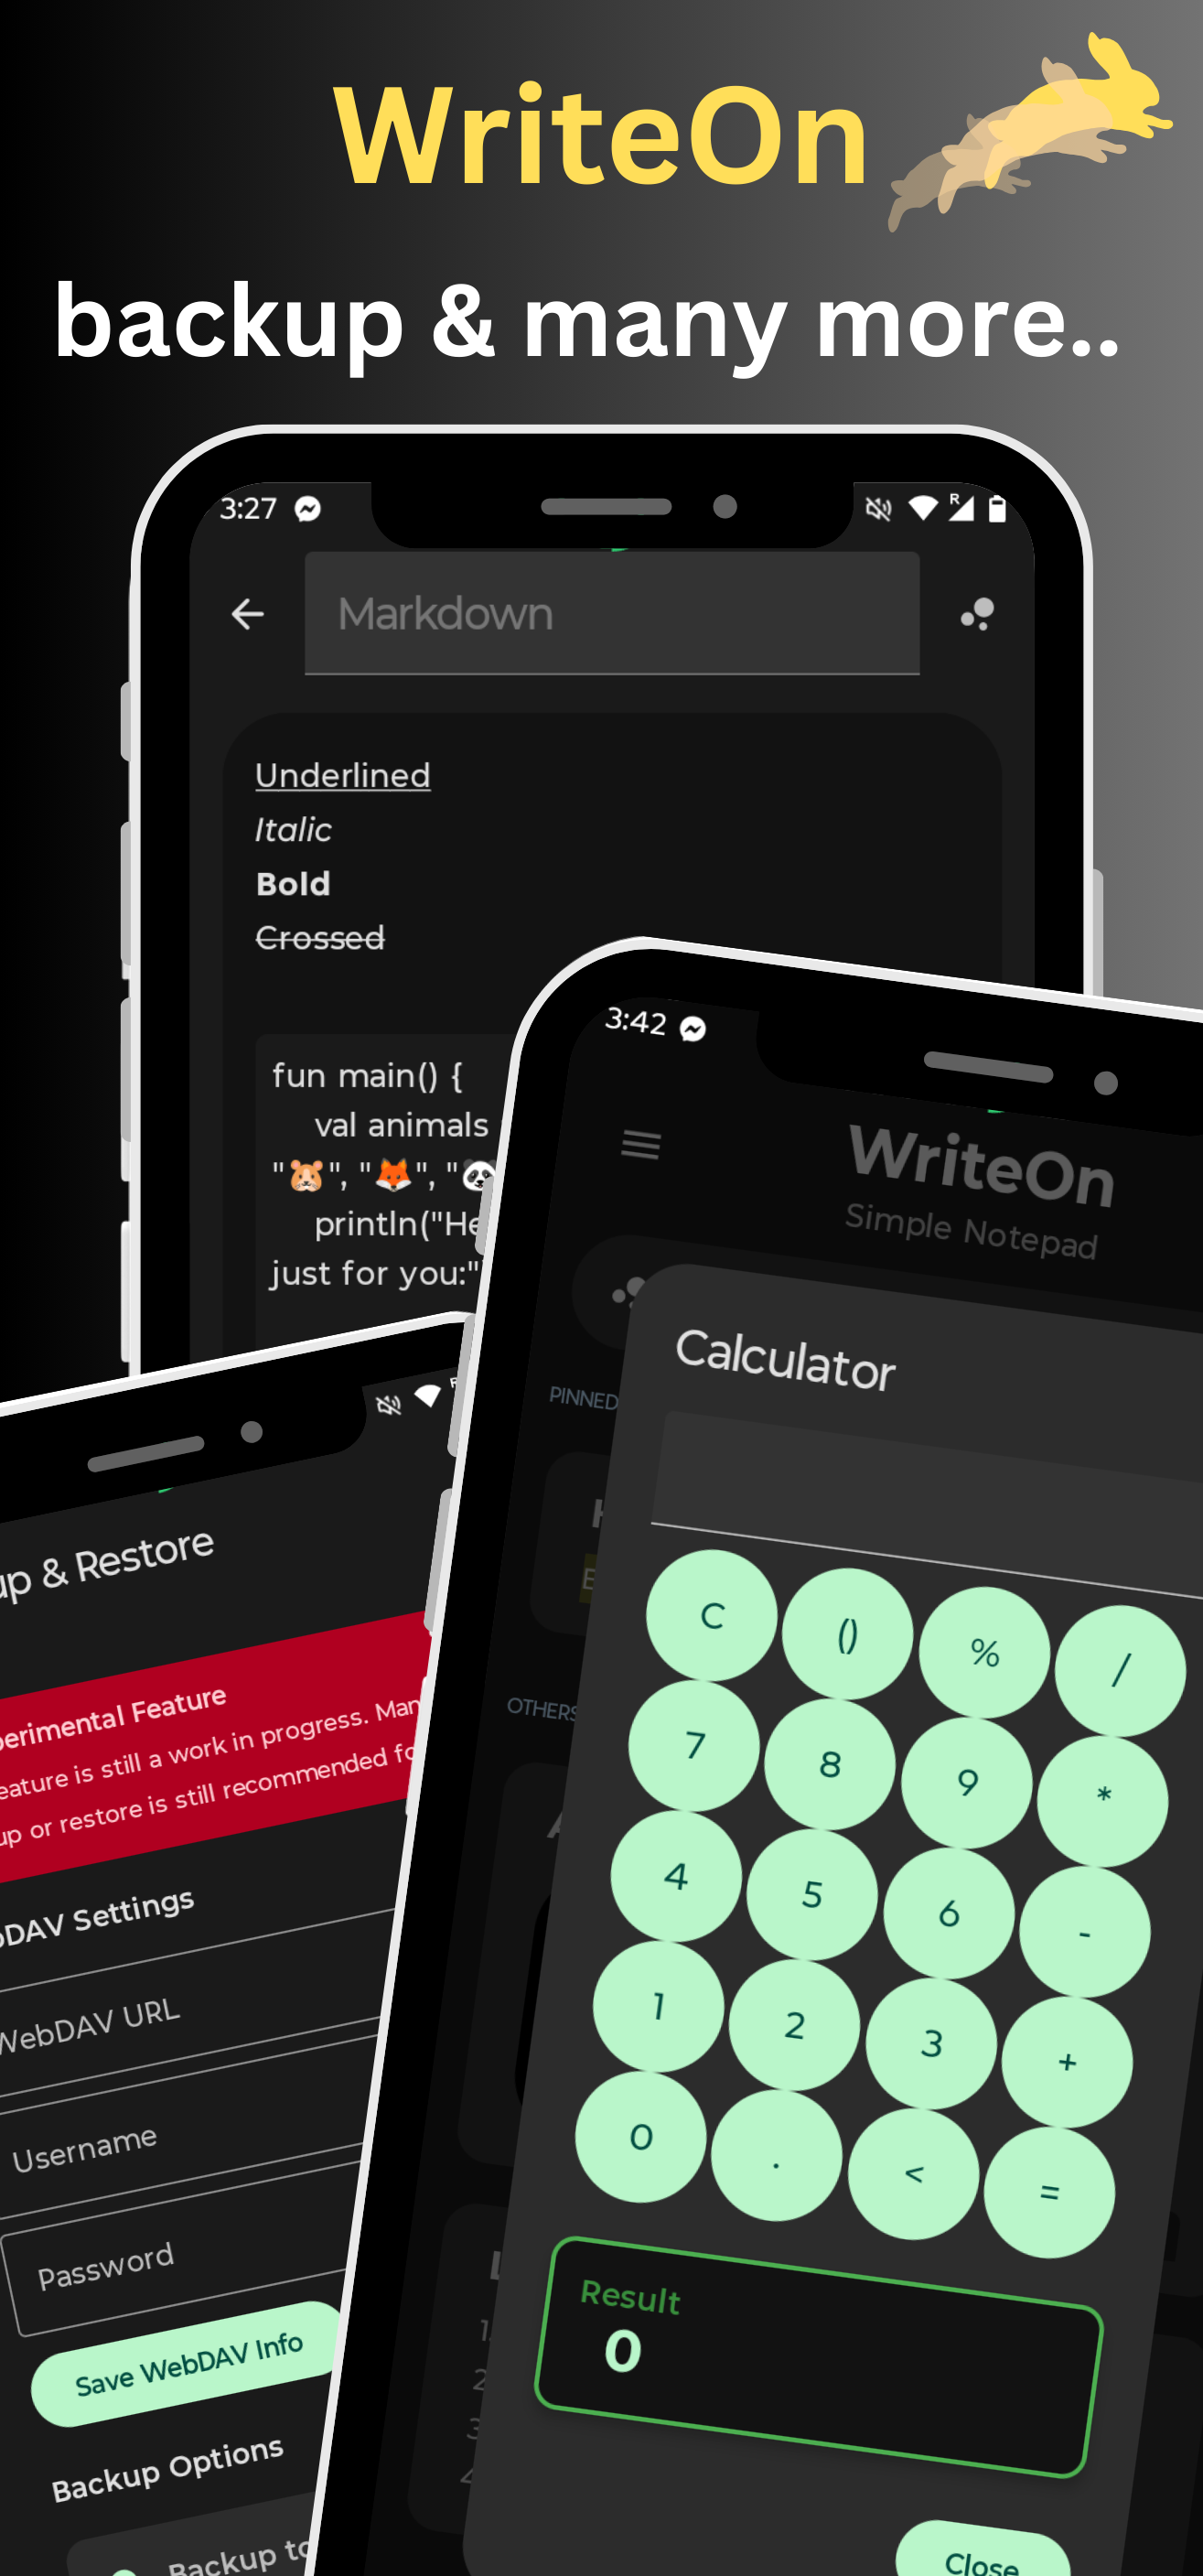 WriteOn
backup & many more..
3:27
R
Markdown
Underlined
Italic
Bold
Crossed
fun main() {
val animals
"🐹", "🦊", "🐼
println("He
just for you:"
3:42
WriteOn
Simple Notepad
PINNED
OTHERS
Calculator
C () % /
7 8 9 *
4 5 6 -
1 2 3 +
0 . < =
Result
0
Close
up & Restore
perimental Feature
eature is still a work in progress. Man
up or restore is still recommended fo
bDAV Settings
WebDAV URL
Username
Password
Save WebDAV Info
Backup Options
Backup to